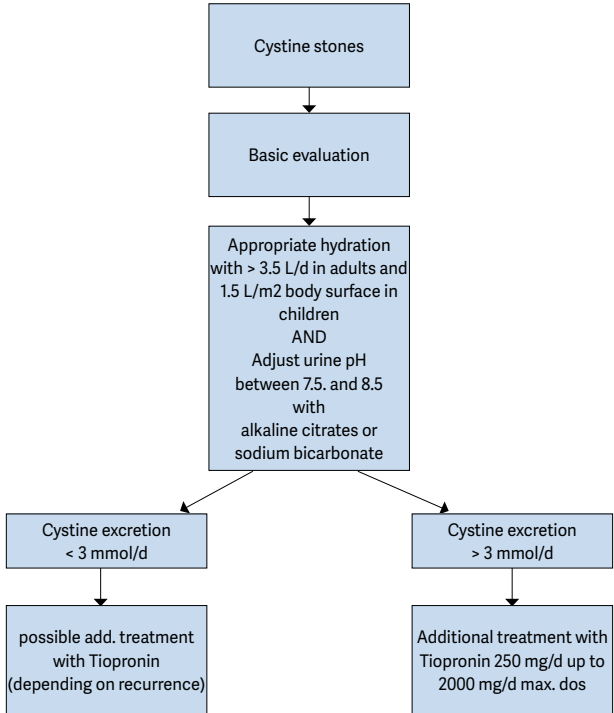 Cystine stones
Basic evaluation
Appropriate hydration
with > 3.5 L/d in adults and
1.5 L/m2 body surface in
children
AND
Adjust urine pH
between 7.5. and 8.5
with
alkaline citrates or
sodium bicarbonate
Cystine excretion
< 3 mmol/d
Cystine excretion
> 3 mmol/d
possible add. treatment
with Tiopronin
(depending on recurrence)
Additional treatment with
Tiopronin 250 mg/d up to
2000 mg/d max. dos